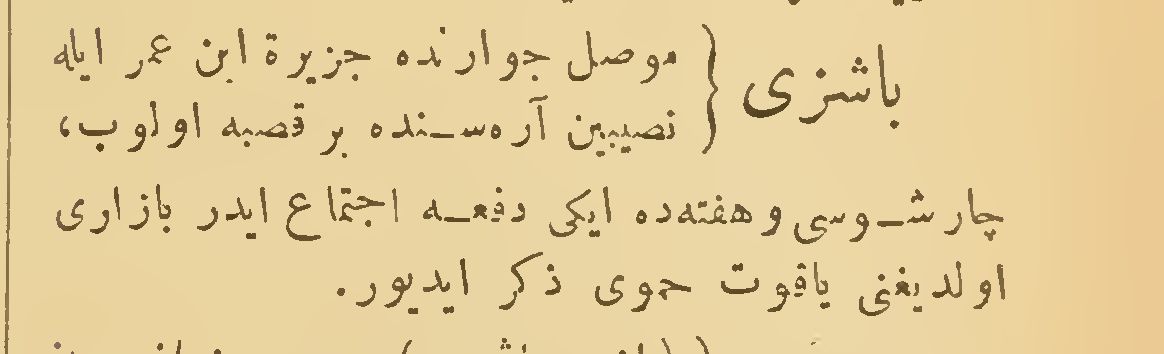 باشزی } موصل جوارنده جزیرة ابن عمر ایله
نصیبین آره‌سنده بر قصبه اولوب،
چارشوسی و هفته‌ده ایکی دفعه اجتماع ایدر بازاری
اولدیغنی یاقوت حموی ذکر ایدیور.